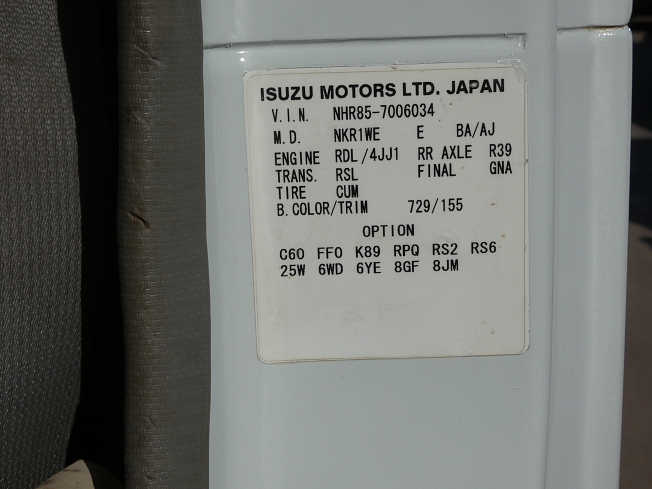 ISUZU MOTORS LTD. JAPAN
V.I.N. NHR85-7006034
M.D. NKR1WE E BA/AJ
ENGINE RDL/4JJ1 RR AXLE R39
TRANS. RSL FINAL GNA
TIRE CUM
B.COLOR/TRIM 729/155
OPTION
C60 FF0 K89 RPQ RS2 RS6
25W 6WD 6YE 8GF 8JM